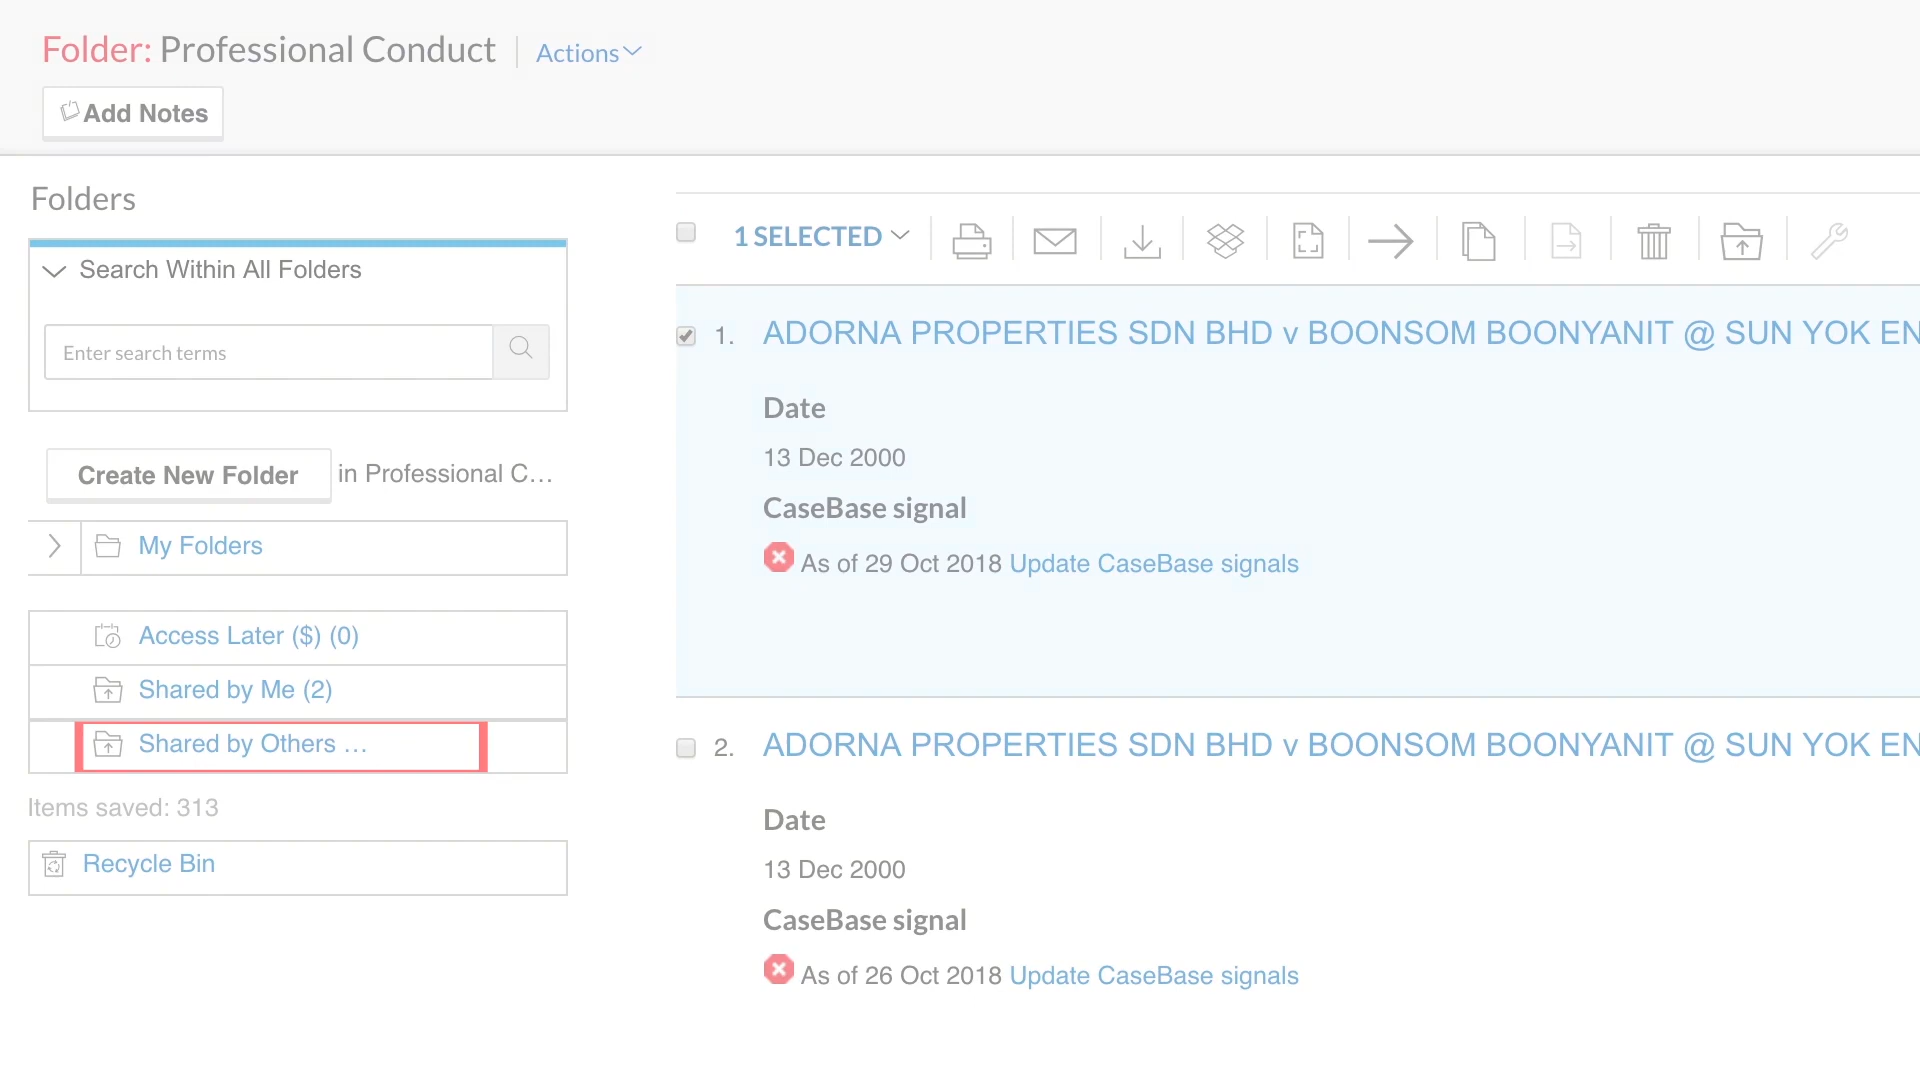 Folder: Professional Conduct
Actions
Add Notes
Folders
Search Within All Folders
Enter search terms
Create New Folder in Professional C...
My Folders
Access Later ($) (0)
Shared by Me (2)
Shared by Others ...
Items saved: 313
Recycle Bin
1 SELECTED
1. ADORNA PROPERTIES SDN BHD v BOONSOM BOONYANIT @ SUN YOK EN
Date
13 Dec 2000
CaseBase signal
As of 29 Oct 2018 Update CaseBase signals
2. ADORNA PROPERTIES SDN BHD v BOONSOM BOONYANIT @ SUN YOK EN
Date
13 Dec 2000
CaseBase signal
As of 26 Oct 2018 Update CaseBase signals